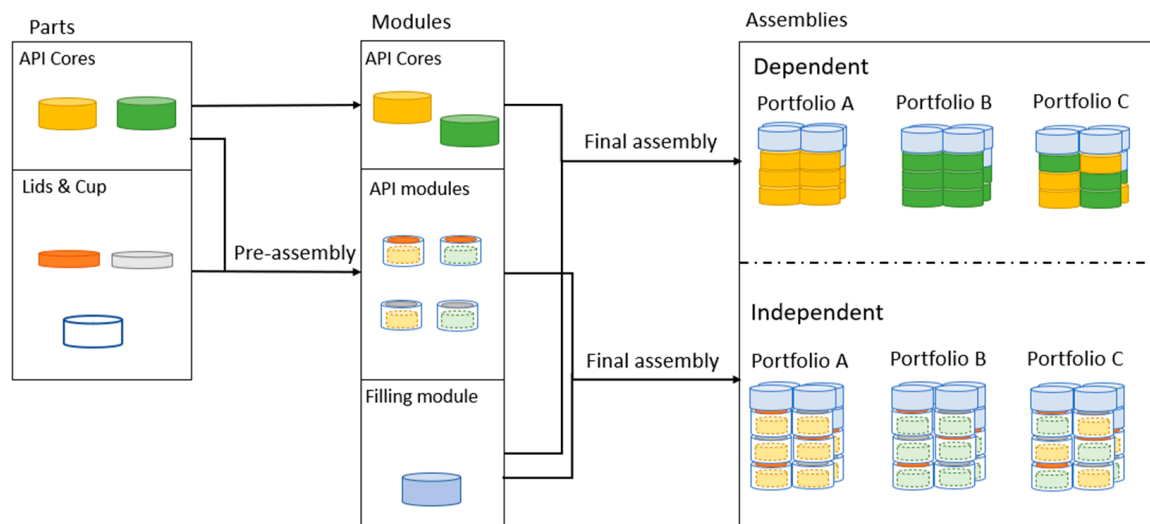 Parts
API Cores
Lids & Cup
Pre-assembly
Modules
API Cores
API modules
Filling module
Final assembly
Final assembly
Assemblies
Dependent
Portfolio A Portfolio B Portfolio C
Independent
Portfolio A Portfolio B Portfolio C